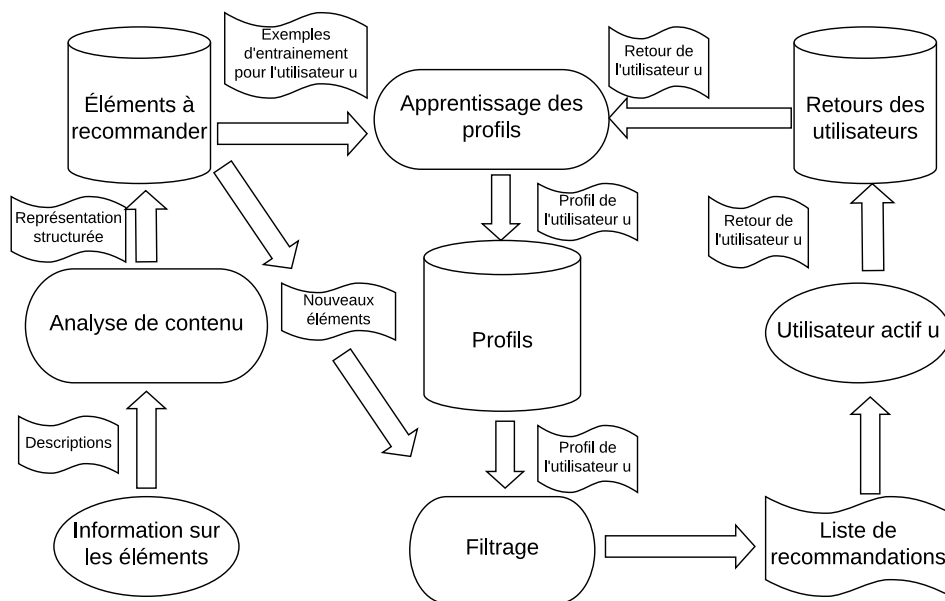 Exemples
d'entrainement
pour l'utilisateur u
Retour de
l'utilisateur u
Éléments à
recommander
Apprentissage des
profils
Retours des
utilisateurs
Représentation
structurée
Profil de
l'utilisateur u
Retour de
l'utilisateur u
Analyse de contenu
Nouveaux
éléments
Profils
Utilisateur actif u
Descriptions
Profil de
l'utilisateur u
Information sur
les éléments
Filtrage
Liste de
recommandations